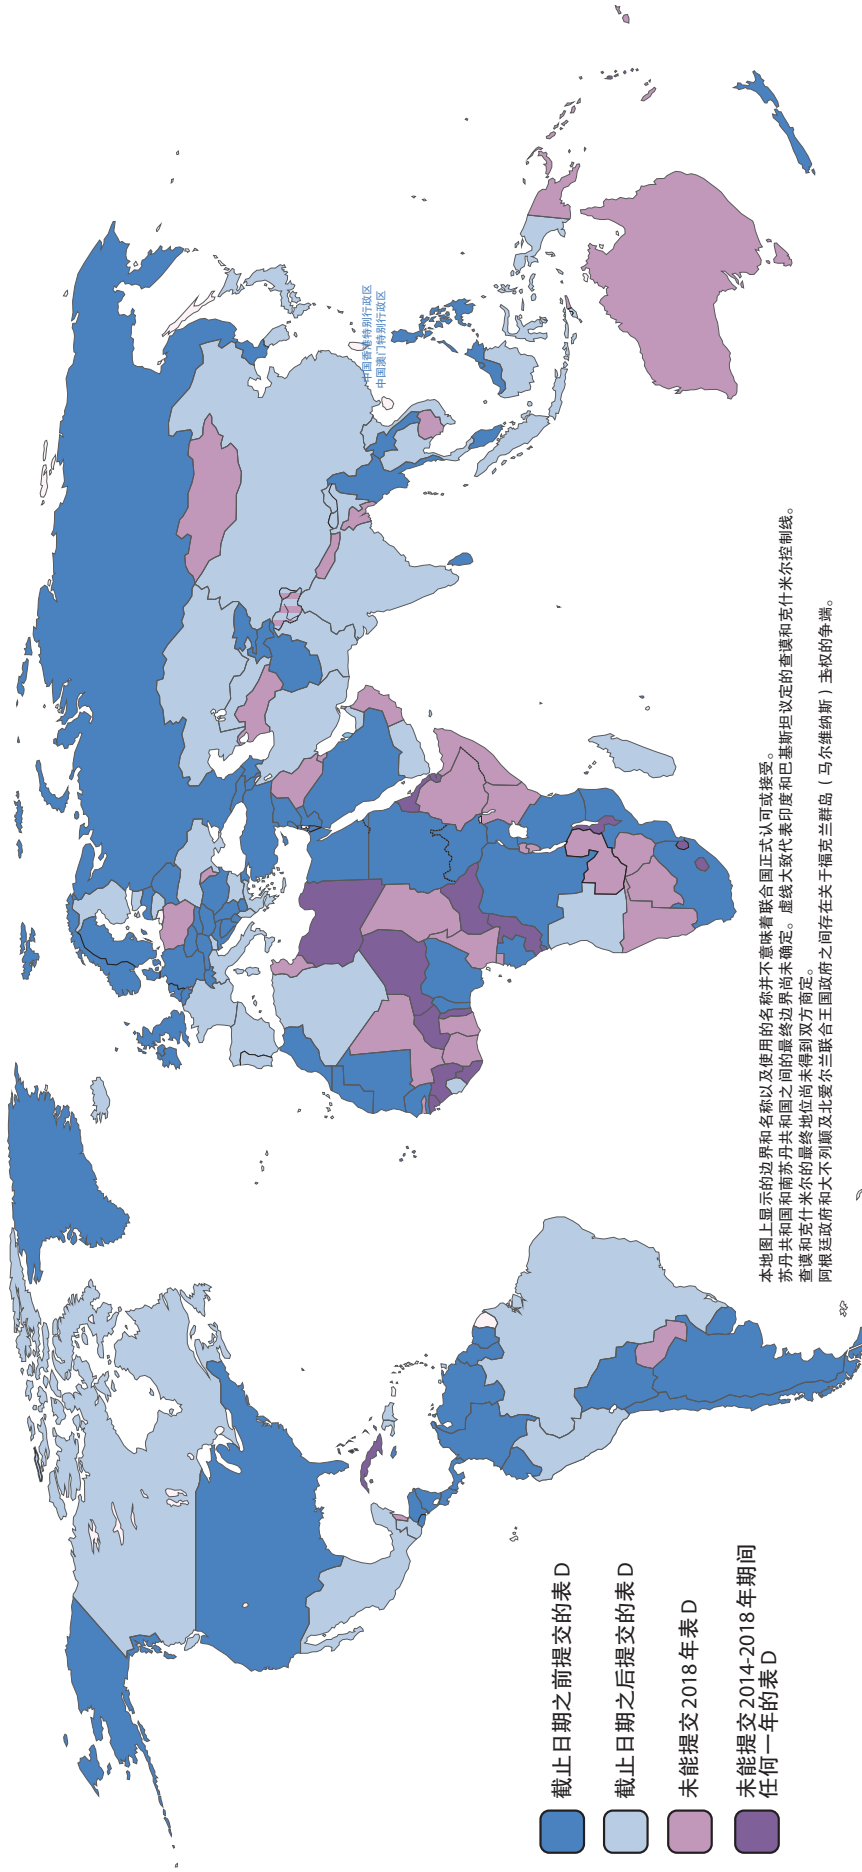 中国香港特别行政区
中国澳门特别行政区
本地图上显示的边界和名称以及使用的名称并不意味着联合国正式认可或接受。
苏丹共和国和南苏丹共和国之间的最终边界尚未确定。虚线大致代表印度和巴基斯坦议定的查谟和克什米尔控制线。
查谟和克什米尔的最终地位尚未得到双方商定。
阿根廷政府和大不列颠及北爱尔兰联合王国政府之间存在关于福克兰群岛（马尔维纳斯）主权的争端。
截止日期之前提交的表 D
截止日期之后提交的表 D
未能提交2018年表 D
未能提交2014-2018年期间
任何一年的表 D